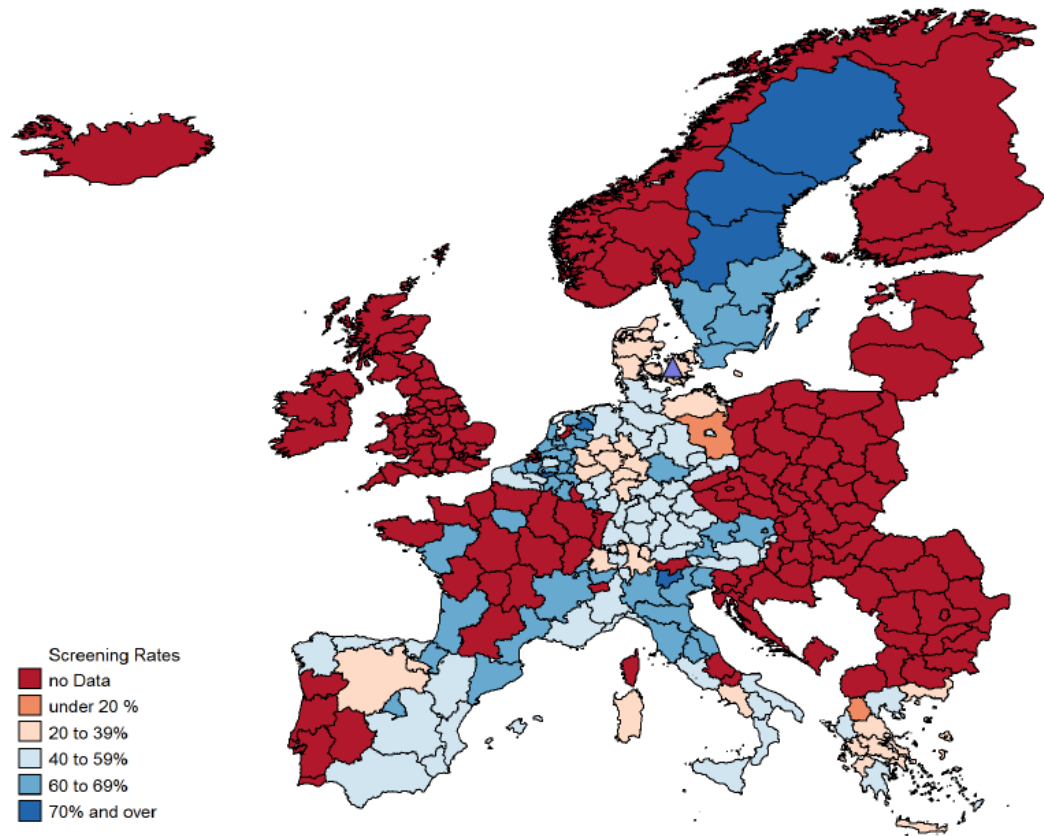 Screening Rates
no Data
under 20 %
20 to 39%
40 to 59%
60 to 69%
70% and over